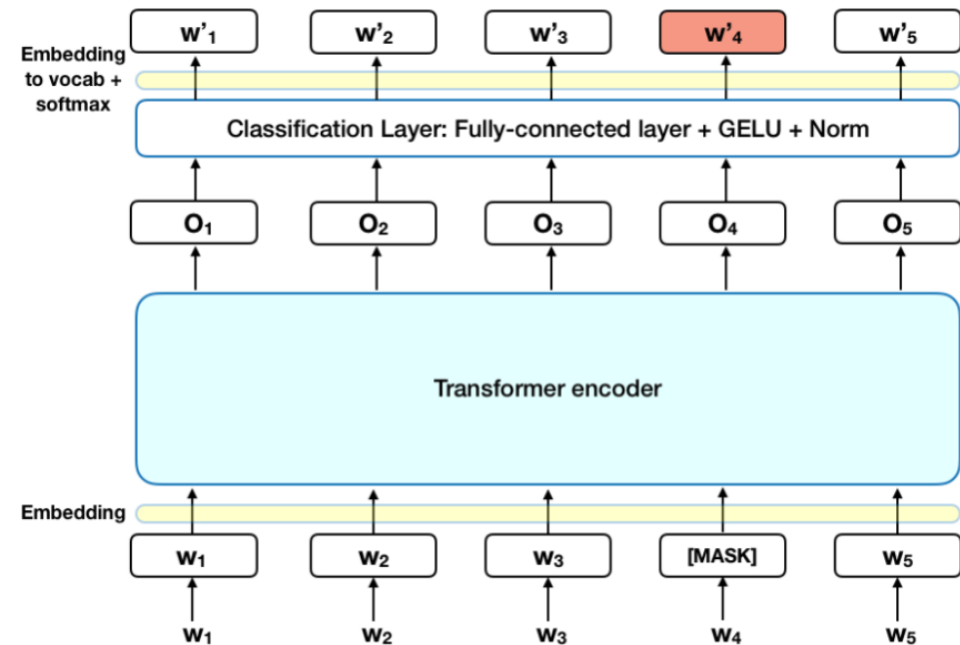 w’₁ w’₂ w’₃ w’₄ w’₅
Embedding
to vocab +
softmax
Classification Layer: Fully-connected layer + GELU + Norm
O₁ O₂ O₃ O₄ O₅
Transformer encoder
Embedding
W₁ W₂ W₃ [MASK] W₅
W₁ W₂ W₃ W₄ W₅